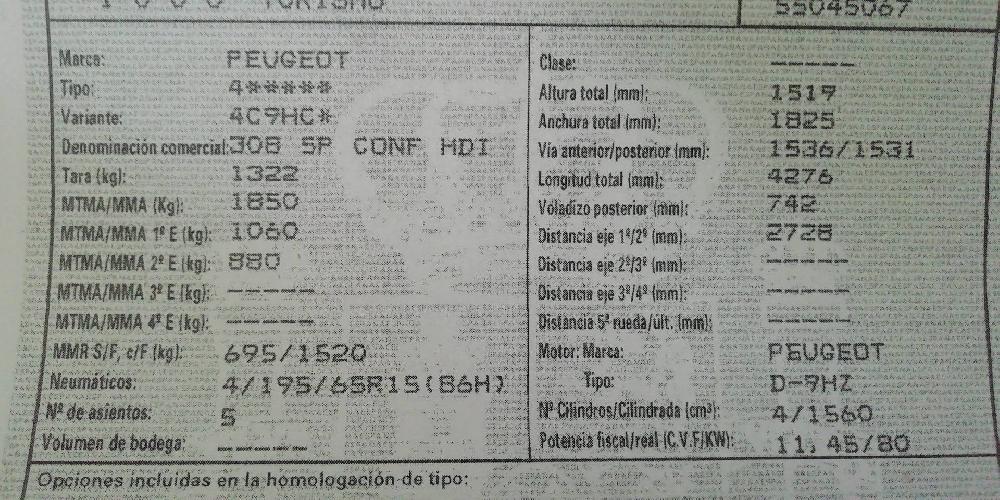 1000 TURISMO
55045067
Marca: PEUGEOT
Tipo: 4*****
Variante: 4C9HC*
Denominación comercial: 308 5P CONF HDI
Tara (kg): 1322
MTMA/MMA (Kg): 1850
MTMA/MMA 1º E (kg): 1060
MTMA/MMA 2º E (kg): 880
MTMA/MMA 3º E (kg): ------
MTMA/MMA 4º E (kg): ------
MMR S/F, c/F (kg): 695/1520
Neumáticos: 4/195/65R15(86H)
Nº de asientos: 5
Volumen de bodega: ------
Clase: ------
Altura total (mm): 1519
Anchura total (mm): 1825
Vía anterior/posterior (mm): 1536/1531
Longitud total (mm): 4276
Voladizo posterior (mm): 742
Distancia eje 1º/2º (mm): 2728
Distancia eje 2º/3º (mm): ------
Distancia eje 3º/4º (mm): ------
Distancia 5ª rueda/últ. (mm): ------
Motor: Marca: PEUGEOT
Tipo: D-9HZ
Nº Cilindros/Cilindrada (cm³): 4/1560
Potencia fiscal/real (C.V.F/KW): 11,45/80
Opciones incluidas en la homologación de tipo: